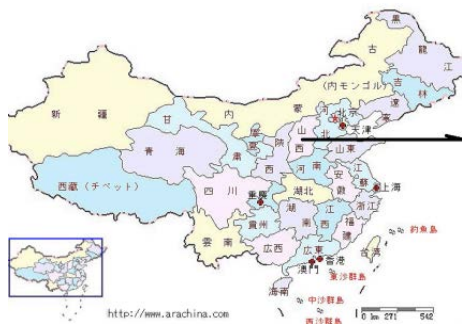 黒
龍
江
吉
林
遼
寧
内
蒙
古
(内モンゴル)
新
疆
甘
粛
青
海
西蔵 (チベット)
北京
天津
河
北
山
西
山東
陝
西
河南
江
蘇
安
徽
上海
浙江
湖北
重慶
四川
貴州
湖
南
江
西
福
建
雲南
広西
広東
香港
澳門
海南
台湾
釣魚島
東沙群島
中沙群島
西沙群島
0 km 271 542
http://www.arachina.com